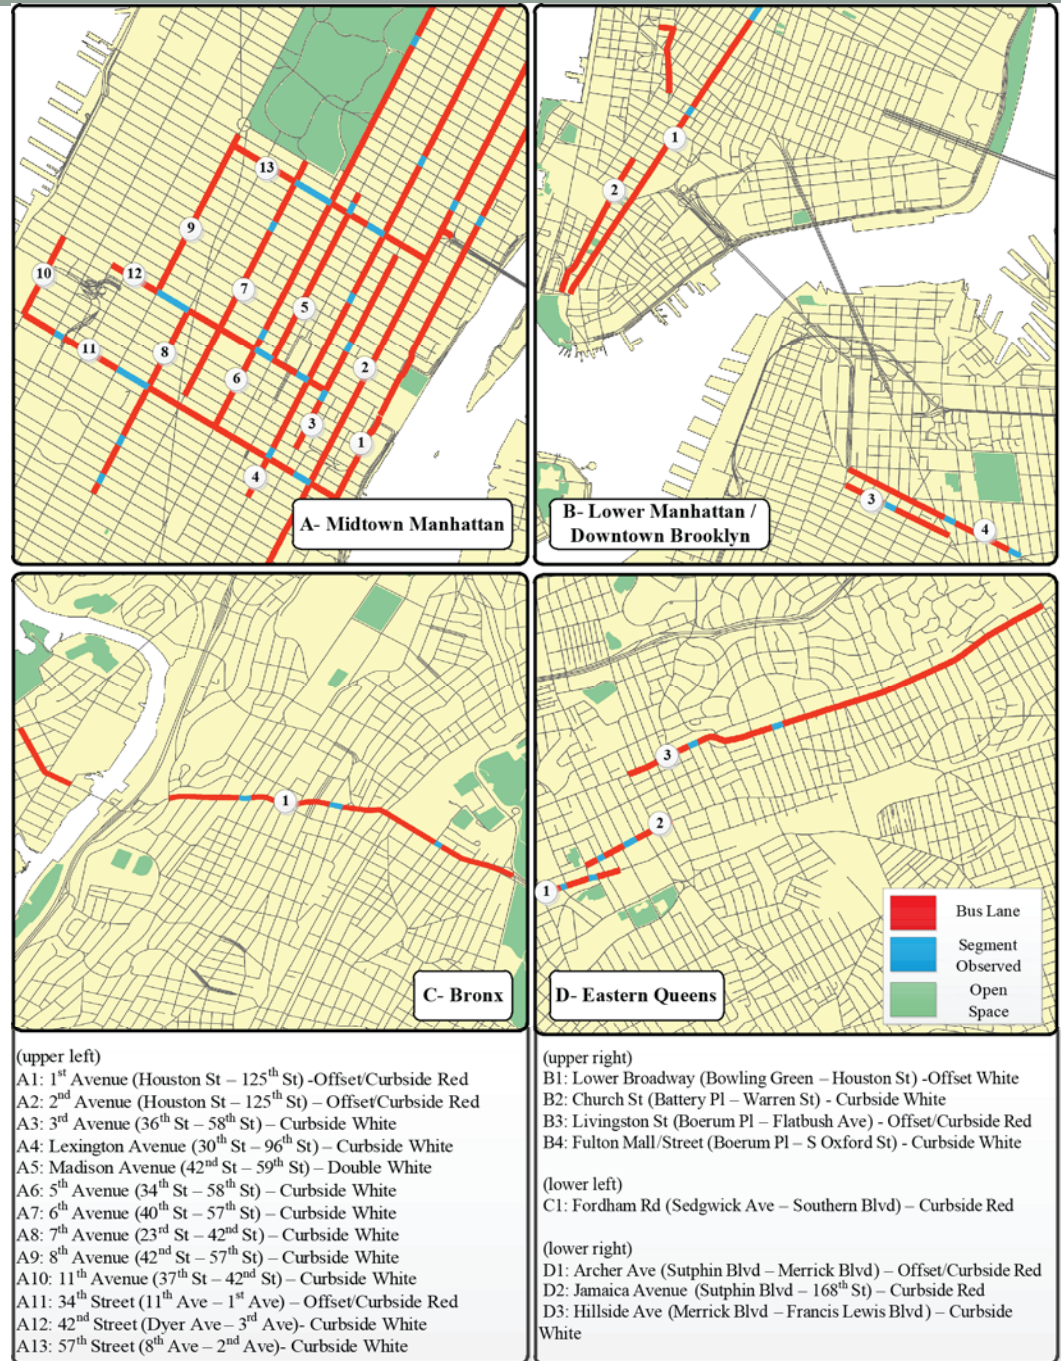 13
9
10
12
7
5
11
8
6
2
3
1
4
A- Midtown Manhattan
1
2
3
4
B- Lower Manhattan /
Downtown Brooklyn
1
C- Bronx
3
2
1
D- Eastern Queens
Bus Lane
Segment
Observed
Open
Space
(upper left)
A1: 1st Avenue (Houston St – 125th St) -Offset/Curbside Red
A2: 2nd Avenue (Houston St – 125th St) – Offset/Curbside Red
A3: 3rd Avenue (36th St – 58th St) – Curbside White
A4: Lexington Avenue (30th St – 96th St) – Curbside White
A5: Madison Avenue (42nd St – 59th St) – Double White
A6: 5th Avenue (34th St – 58th St) – Curbside White
A7: 6th Avenue (40th St – 57th St) – Curbside White
A8: 7th Avenue (23rd St – 42nd St) – Curbside White
A9: 8th Avenue (42nd St – 57th St) – Curbside White
A10: 11th Avenue (37th St – 42nd St) – Curbside White
A11: 34th Street (11th Ave – 1st Ave) – Offset/Curbside Red
A12: 42nd Street (Dyer Ave – 3rd Ave)- Curbside White
A13: 57th Street (8th Ave – 2nd Ave)- Curbside White
(upper right)
B1: Lower Broadway (Bowling Green – Houston St) -Offset White
B2: Church St (Battery Pl – Warren St) - Curbside White
B3: Livingston St (Boerum Pl – Flatbush Ave) - Offset/Curbside Red
B4: Fulton Mall/Street (Boerum Pl – S Oxford St) - Curbside White
(lower left)
C1: Fordham Rd (Sedgwick Ave – Southern Blvd) – Curbside Red
(lower right)
D1: Archer Ave (Sutphin Blvd – Merrick Blvd) – Offset/Curbside Red
D2: Jamaica Avenue (Sutphin Blvd – 168th St) – Curbside Red
D3: Hillside Ave (Merrick Blvd – Francis Lewis Blvd) – Curbside
White